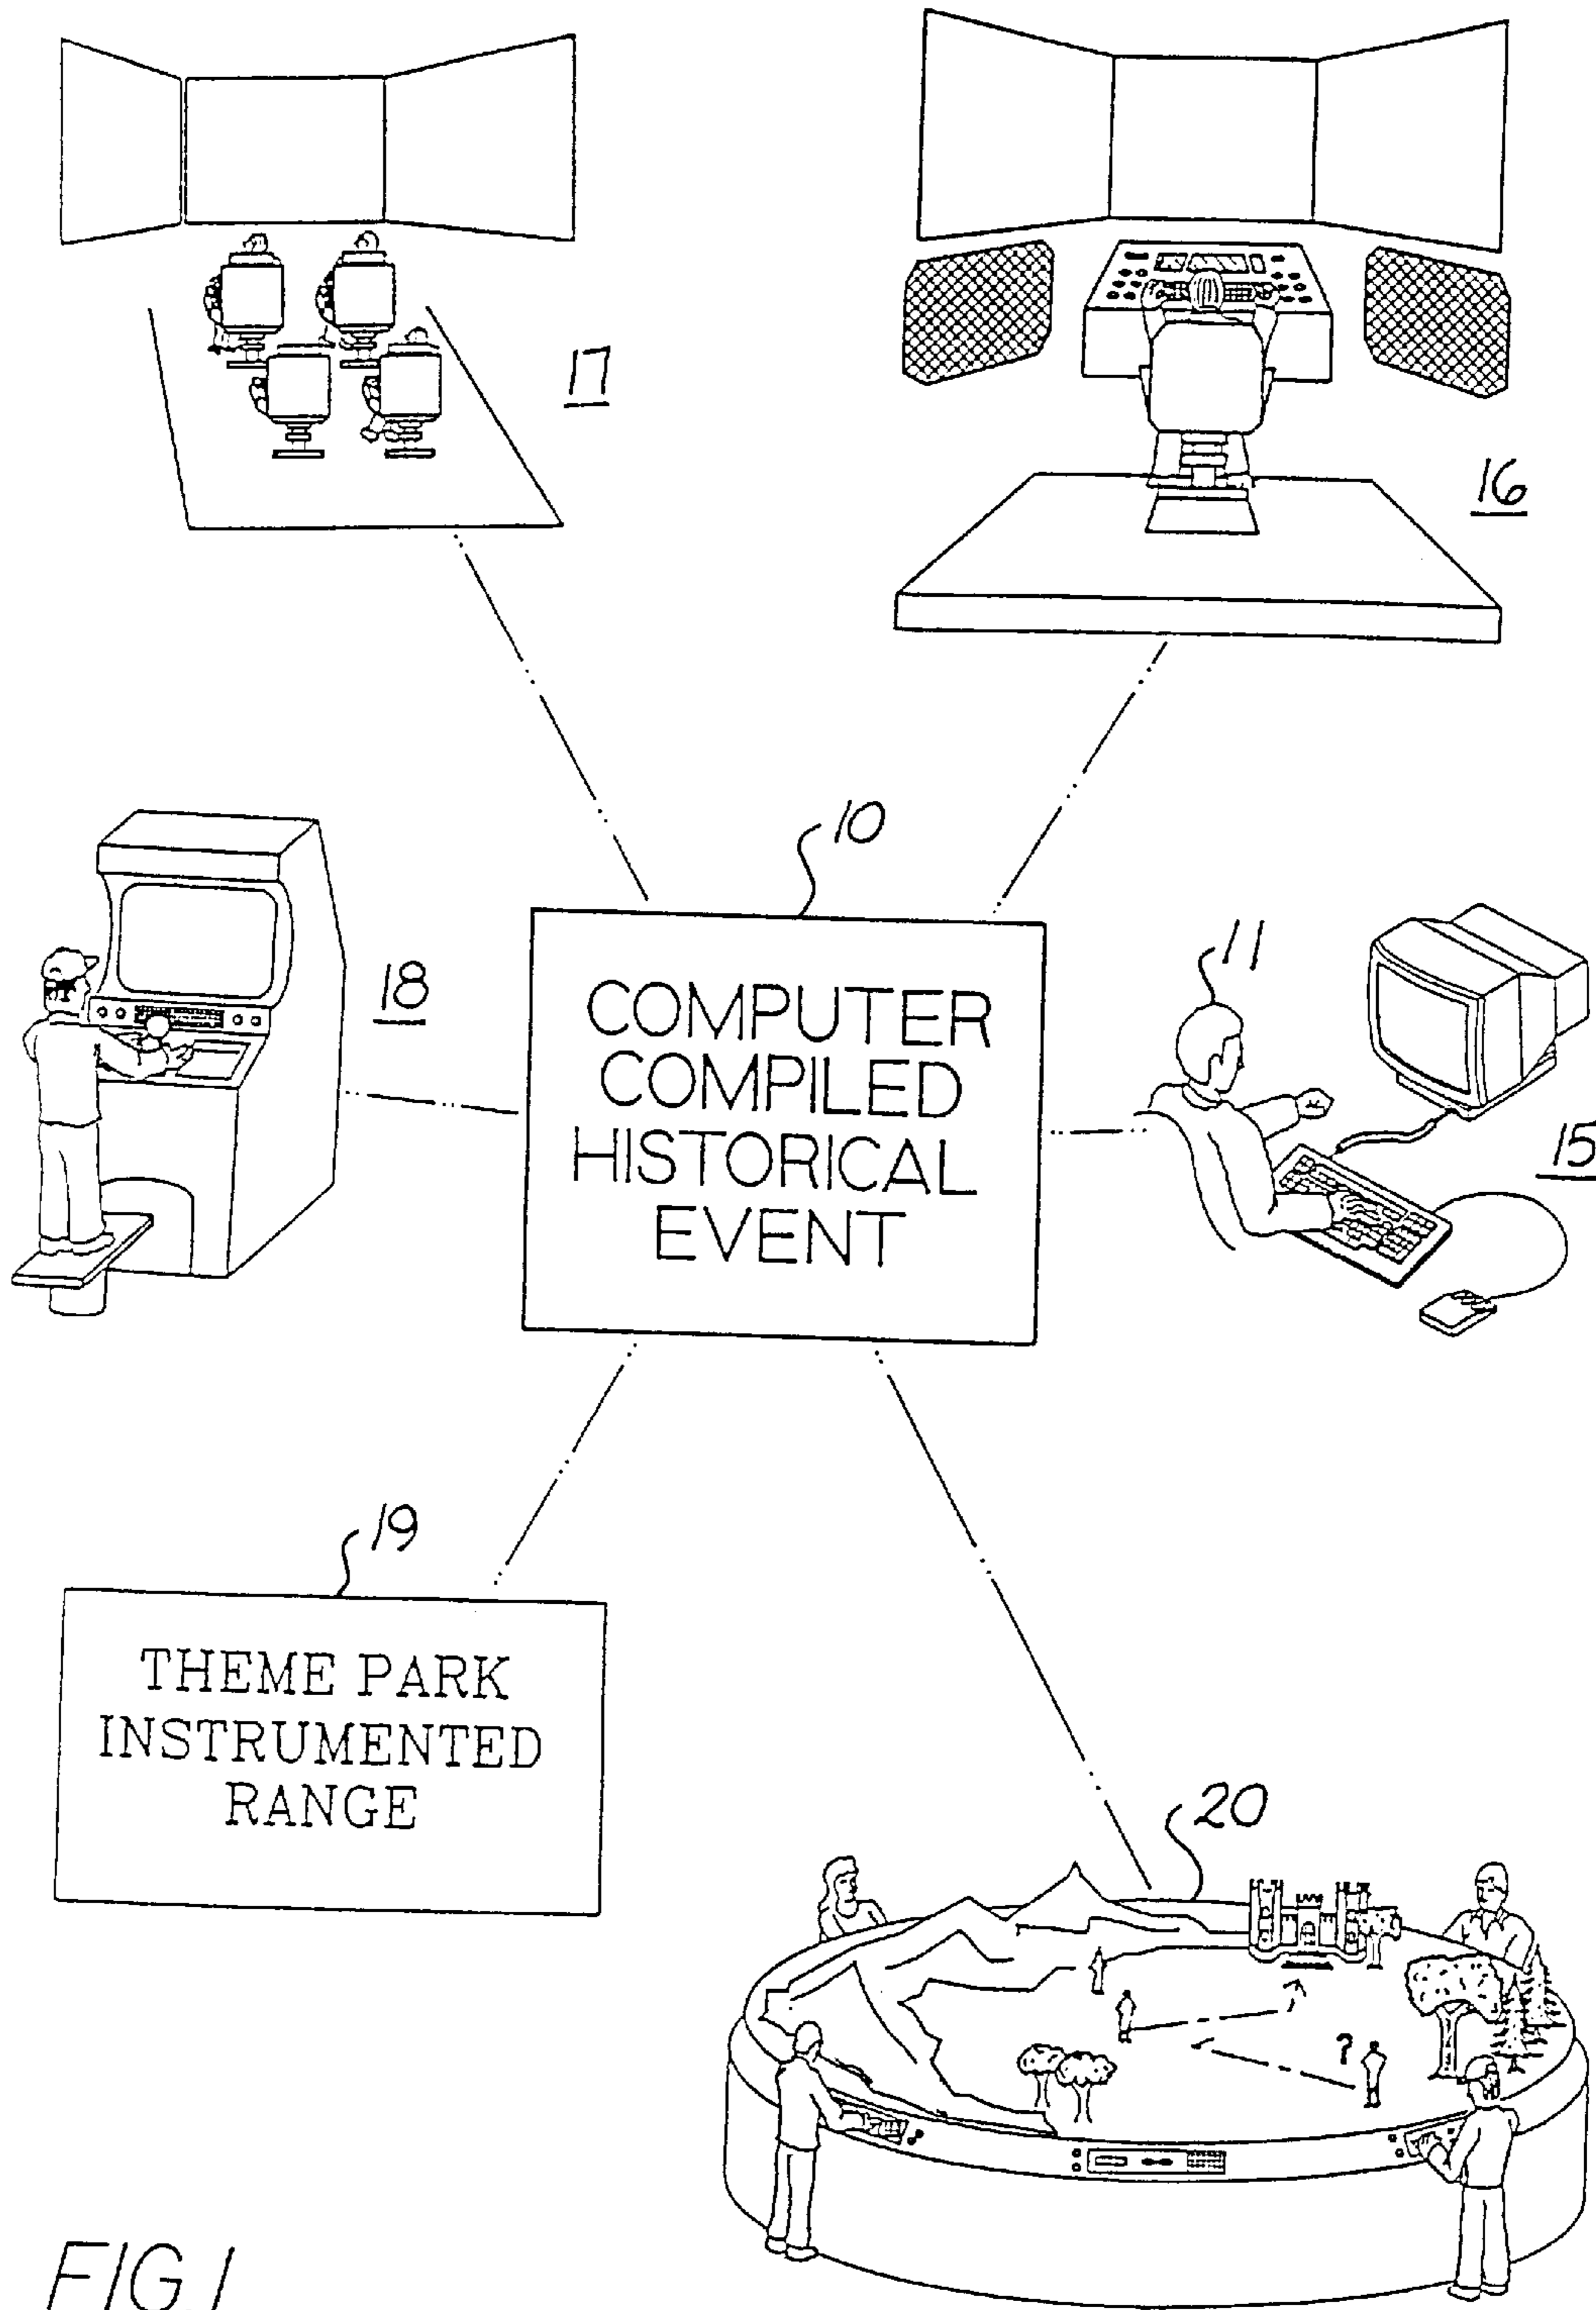 17
16
10
COMPUTER
COMPILED
HISTORICAL
EVENT
11
18
15
19
THEME PARK
INSTRUMENTED
RANGE
20
?
FIG.1